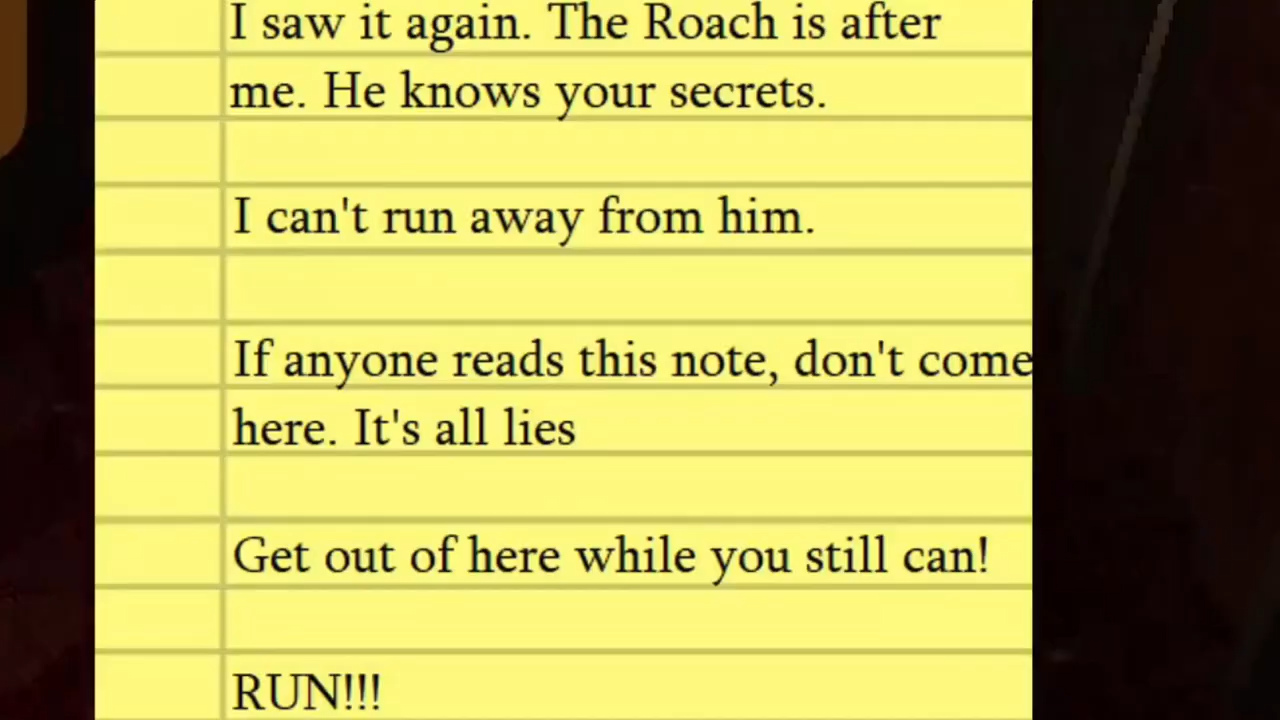 I saw it again. The Roach is after
me. He knows your secrets.
I can't run away from him.
If anyone reads this note, don't come
here. It's all lies
Get out of here while you still can!
RUN!!!